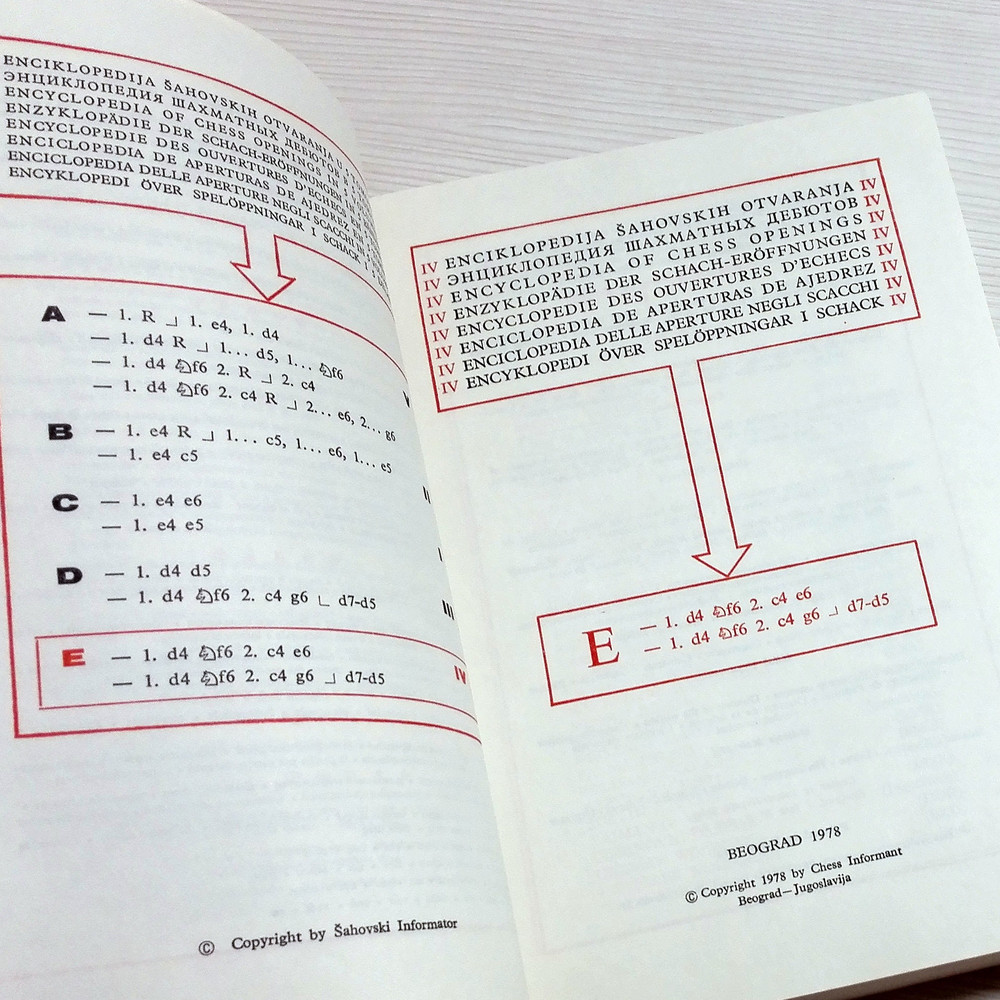 ENCIKLOPEDIJA ŠAHOVSKIH OTVARANJA U
ЭНЦИКЛОПЕДИЯ ШАХМАТНЫХ ДЕБЮТОВ В
ENCYCLOPEDIA OF CHESS OPENINGS IN
ENZYKLOPÄDIE DER SCHACH-ERÖFFNUNGEN IN
ENCYCLOPEDIE DES OUVERTURES D'ECHECS EN
ENCICLOPEDIA DE APERTURAS DE AJEDREZ EN
ENCICLOPEDIA DELLE APERTURE NEGLI SCACCHI IN
ENCYKLOPEDI ÖVER SPELÖPPNINGAR I SCHACK I
A — 1. R ⅃ 1. e4, 1. d4
— 1. d4 R ⅃ 1... d5, 1... ♘f6
— 1. d4 ♘f6 2. R ⅃ 2. c4
— 1. d4 ♘f6 2. c4 R ⅃ 2... e6, 2... g6
B — 1. e4 R ⅃ 1... c5, 1... e6, 1... e5
— 1. e4 c5
C — 1. e4 e6
— 1. e4 e5
D — 1. d4 d5
— 1. d4 ♘f6 2. c4 g6 ∟ d7-d5
III
E — 1. d4 ♘f6 2. c4 e6
— 1. d4 ♘f6 2. c4 g6 ⅃ d7-d5
IV
© Copyright by Šahovski Informator
IV ENCIKLOPEDIJA ŠAHOVSKIH OTVARANJA IV
IV ЭНЦИКЛОПЕДИЯ ШАХМАТНЫХ ДЕБЮТОВ IV
IV ENCYCLOPEDIA OF CHESS OPENINGS IV
IV ENZYKLOPÄDIE DER SCHACH-ERÖFFNUNGEN IV
IV ENCYCLOPEDIE DES OUVERTURES D'ECHECS IV
IV ENCICLOPEDIA DE APERTURAS DE AJEDREZ IV
IV ENCICLOPEDIA DELLE APERTURE NEGLI SCACCHI IV
IV ENCYKLOPEDI ÖVER SPELÖPPNINGAR I SCHACK IV
E — 1. d4 ♘f6 2. c4 e6
— 1. d4 ♘f6 2. c4 g6 ⅃ d7-d5
BEOGRAD 1978
© Copyright 1978 by Chess Informant
Beograd—Jugoslavija